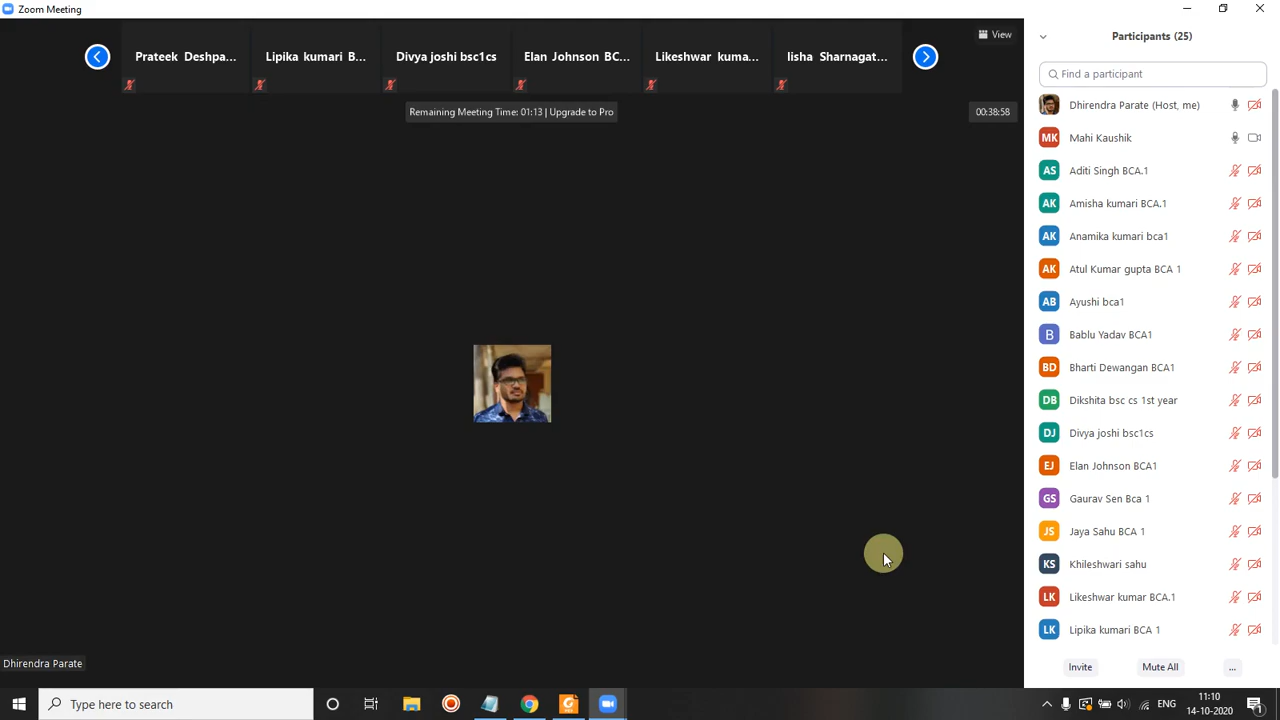 Zoom Meeting
Prateek Deshpa...
Lipika kumari B...
Divya joshi bsc1cs
Elan Johnson BC...
Likeshwar kuma...
lisha Sharnagat...
View
Remaining Meeting Time: 01:13 | Upgrade to Pro
00:38:58
Dhirendra Parate
Participants (25)
Find a participant
Dhirendra Parate (Host, me)
MK Mahi Kaushik
AS Aditi Singh BCA.1
AK Amisha kumari BCA.1
AK Anamika kumari bca1
AK Atul Kumar gupta BCA 1
AB Ayushi bca1
B Bablu Yadav BCA1
BD Bharti Dewangan BCA1
DB Dikshita bsc cs 1st year
DJ Divya joshi bsc1cs
EJ Elan Johnson BCA1
GS Gaurav Sen Bca 1
JS Jaya Sahu BCA 1
KS Khileshwari sahu
LK Likeshwar kumar BCA.1
LK Lipika kumari BCA 1
Invite Mute All ...
Type here to search
ENG
11:10
14-10-2020
1